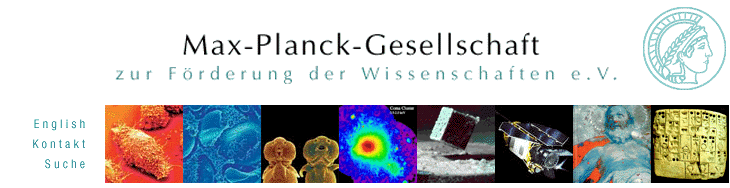 Max-Planck-Gesellschaft
zur Förderung der Wissenschaften e.V.
English
Kontakt
Suche
Coma Cluster